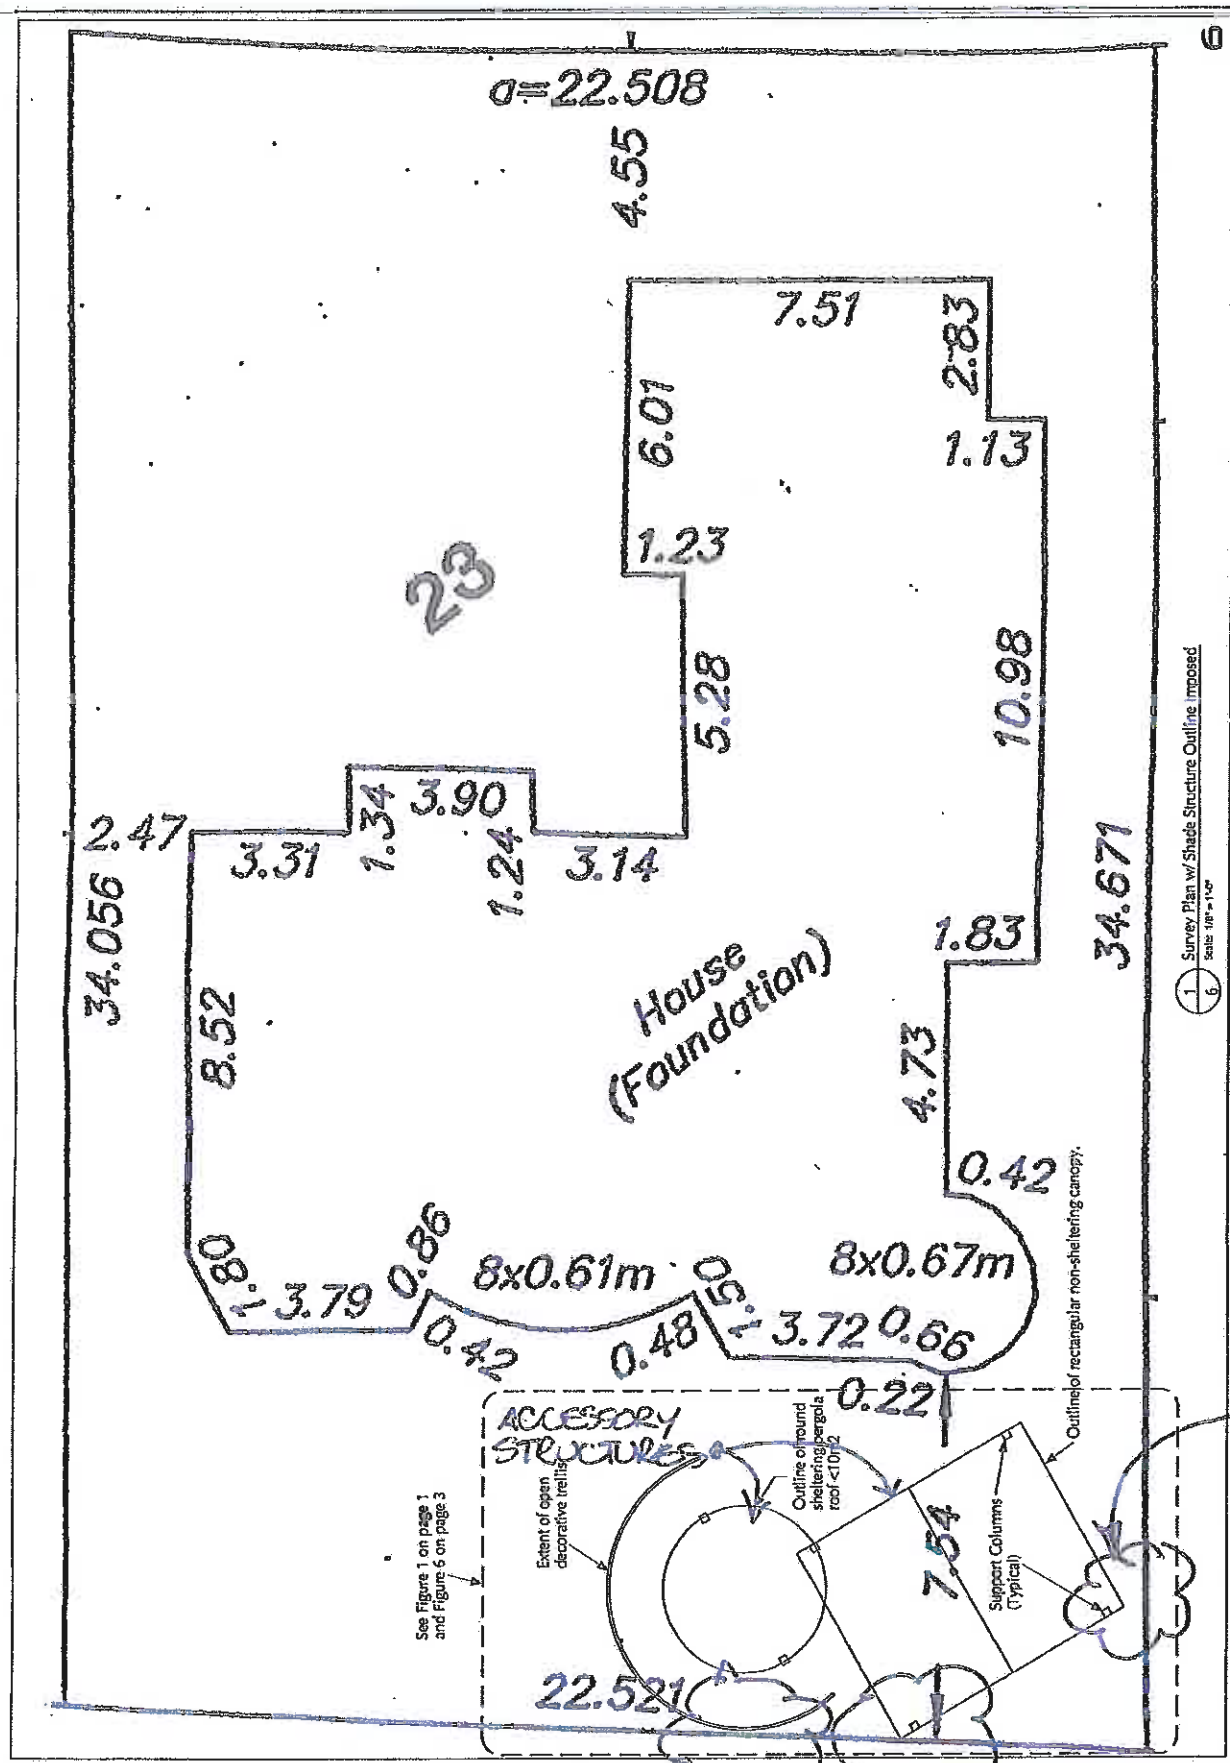 6
a=22.508
4.55
7.51
2.83
6.01
1.13
1.23
23
5.28
10.98
3.90
1.34
2.47
3.31
1.24
3.14
34.056
34.671
1.83
House
(Foundation)
8.52
4.73
0.42
1.80
0.86
8x0.61m
8x0.67m
3.79
1.50
0.42
0.48
3.72
0.66
0.22
ACCESSORY
STRUCTURES
See Figure 1 on page 1
and Figure 6 on page 3
Extent of open
decorative trellis
Outline of round
sheltering pergola
roof <10m2
Outline of rectangular non-sheltering canopy.
7.54
Support Columns
(Typical)
22.521
1
6
Survey Plan w/ Shade Structure Outline Imposed
Scale: 1/8" = 1'-0"